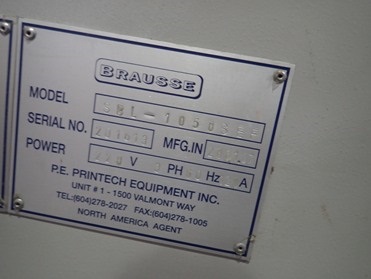 BRAUSSE
MODEL
SERIAL NO. MFG.IN
POWER 220 V PH Hz A
P.E. PRINTECH EQUIPMENT INC.
UNIT # 1 - 1500 VALMONT WAY
TEL:(604)278-2027 FAX:(604)278-1005
NORTH AMERICA AGENT